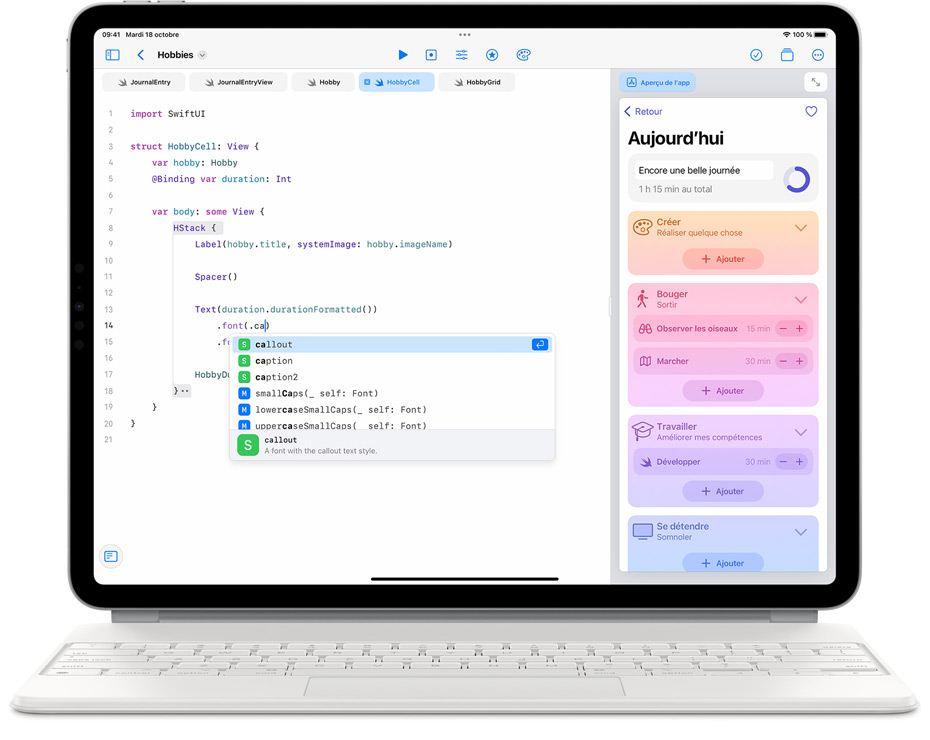 09:41 Mardi 18 octobre
100 %
Hobbies
JournalEntry
JournalEntryView
Hobby
HobbyCell
HobbyGrid
1 import SwiftUI
2
3 struct HobbyCell: View {
4 var hobby: Hobby
5 @Binding var duration: Int
6
7 var body: some View {
8 HStack {
9 Label(hobby.title, systemImage: hobby.imageName)
10
11 Spacer()
12
13 Text(duration.durationFormatted())
14 .font(.ca)
15 .f
16
17 HobbyD
18 }
19 }
20 }
21
S callout
S caption
S caption2
M smallCaps(_ self: Font)
M lowercaseSmallCaps(_ self: Font)
M uppercaseSmallCaps(_ self: Font)
S
callout
A font with the callout text style.
Aperçu de l'app
Retour
Aujourd'hui
Encore une belle journée
1 h 15 min au total
Créer
Réaliser quelque chose
+ Ajouter
Bouger
Sortir
Observer les oiseaux 15 min − +
Marcher 30 min − +
+ Ajouter
Travailler
Améliorer mes compétences
Développer 30 min − +
+ Ajouter
Se détendre
Somnoler
+ Ajouter